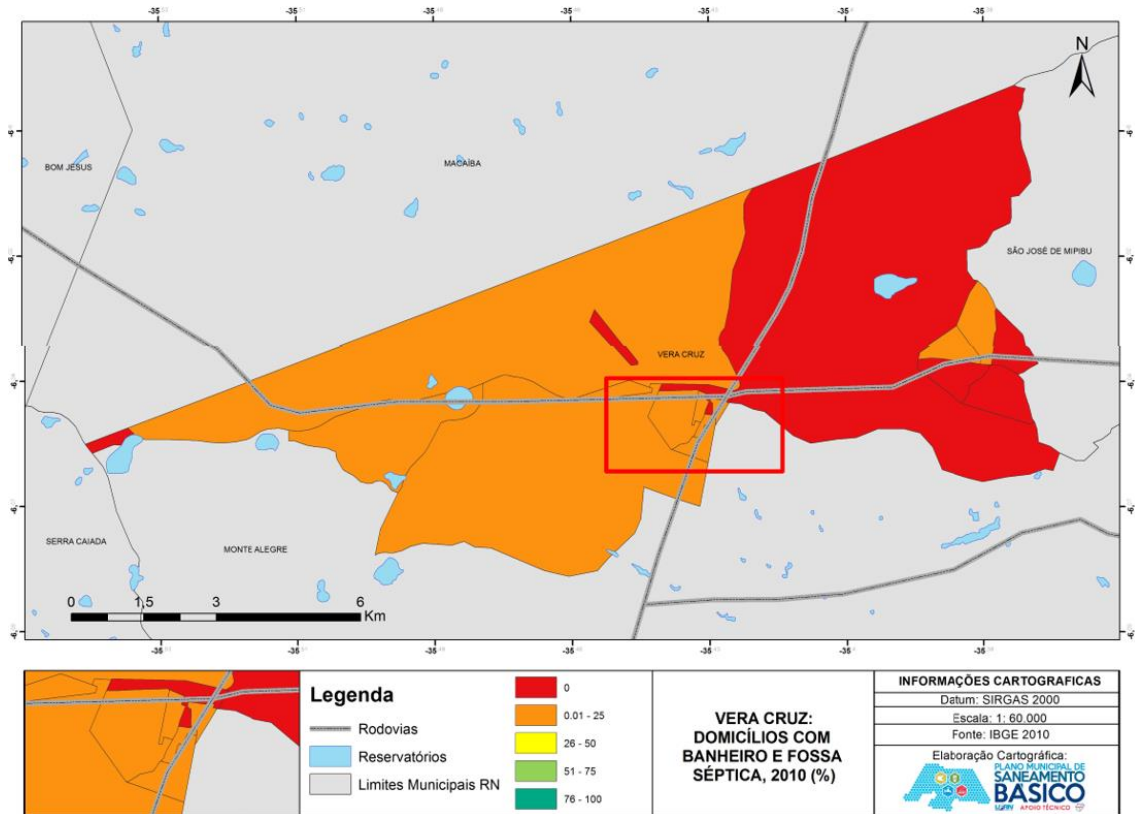 N
BOM JESUS
MACAÍBA
SÃO JOSÉ DE MIPIBU
VERA CRUZ
SERRA CAIADA
MONTE ALEGRE
0 1,5 3 6
Km
Legenda
Rodovias
Reservatórios
Limites Municipais RN
0
0.01 - 25
26 - 50
51 - 75
76 - 100
VERA CRUZ:
DOMICÍLIOS COM
BANHEIRO E FOSSA
SÉPTICA, 2010 (%)
INFORMAÇÕES CARTOGRAFICAS
Datum: SIRGAS 2000
Escala: 1: 60.000
Fonte: IBGE 2010
Elaboração Cartográfica:
PLANO MUNICIPAL DE
SANEAMENTO
BÁSICO
APOIO TÉCNICO